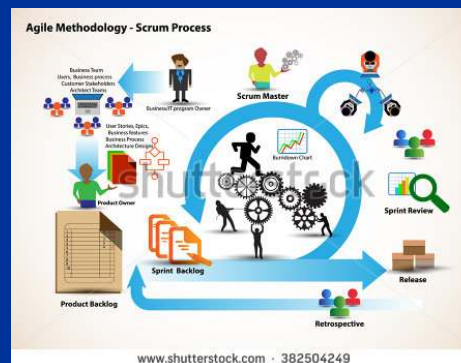 Agile Methodology - Scrum Process
Business Team
Users, Business process
Customer Stakeholders
Architect Teams
Business/IT program Owner
Scrum Master
User Stories, Epics,
Business features
Business Process
Architecture Designs
Burndown Chart
shutterstock
Product Owner
Sprint Review
Sprint Backlog
Release
Product Backlog
Retrospective
www.shutterstock.com · 382504249